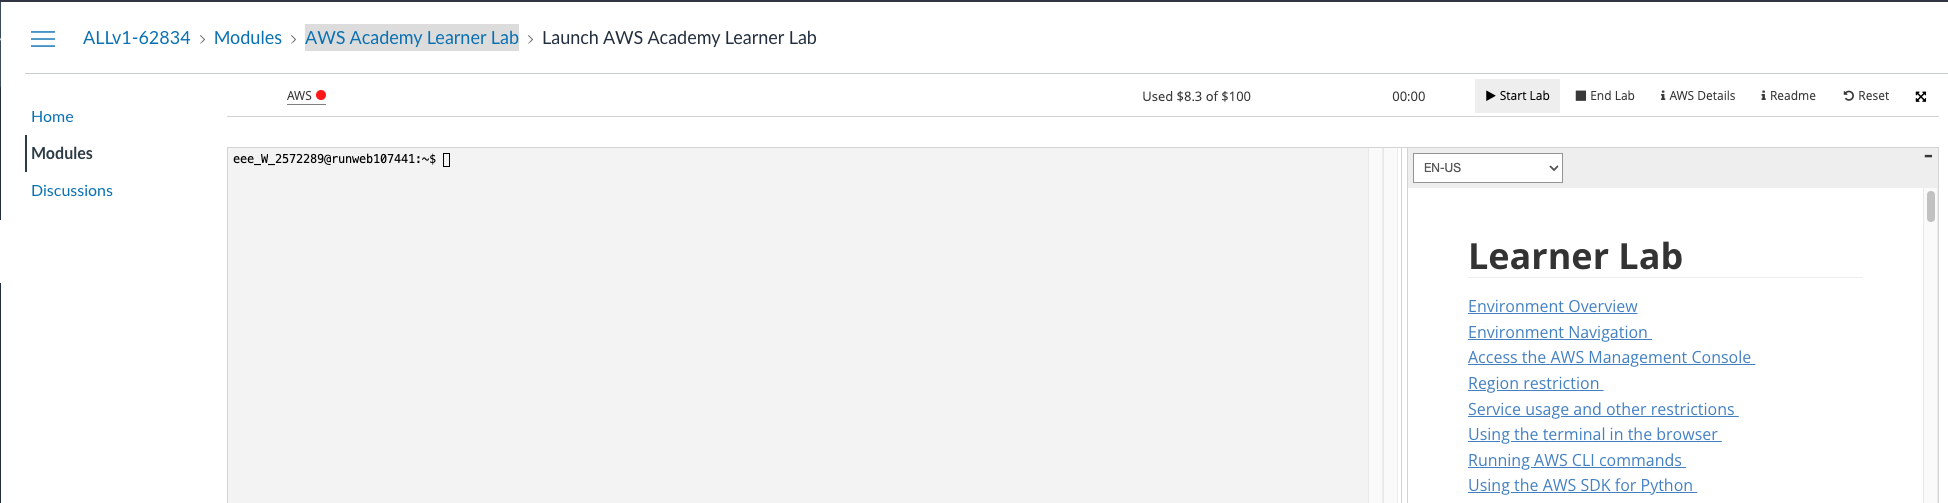 ALLv1-62834 > Modules > AWS Academy Learner Lab > Launch AWS Academy Learner Lab
AWS Used $8.3 of $100 00:00 Start Lab End Lab AWS Details Readme Reset
Home
Modules
Discussions
eee_W_2572289@runweb107441:~$
EN-US
Learner Lab
Environment Overview
Environment Navigation
Access the AWS Management Console
Region restriction
Service usage and other restrictions
Using the terminal in the browser
Running AWS CLI commands
Using the AWS SDK for Python